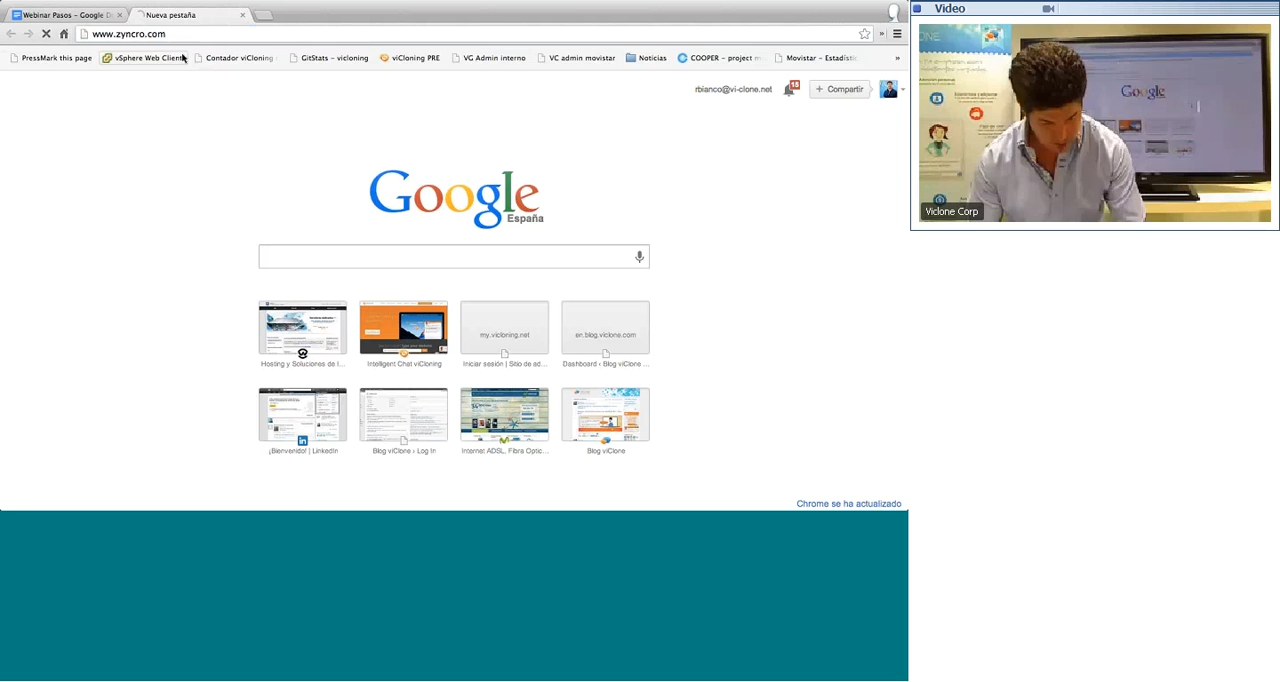 Webinar Pasos - Google D
Nueva pestaña
Video
www.zyncro.com
PressMark this page
vSphere Web Client
Contador viCloning
GitStats - vicloning
viCloning PRE
VG Admin interno
VC admin movistar
Noticias
COOPER - project m
Movistar - Estadístic
»
rbianco@vi-clone.net
18
+ Compartir
Google
España
my.vicloning.net
en.blog.viclone.com
Hosting y Soluciones de I...
Intelligent Chat viCloning
Iniciar sesión | Sitio de ad...
Dashboard ‹ Blog viClone ...
¡Bienvenido! | LinkedIn
Blog viClone › Log In
Internet ADSL, Fibra Óptic...
Blog viClone
Chrome se ha actualizado
Google
Viclone Corp